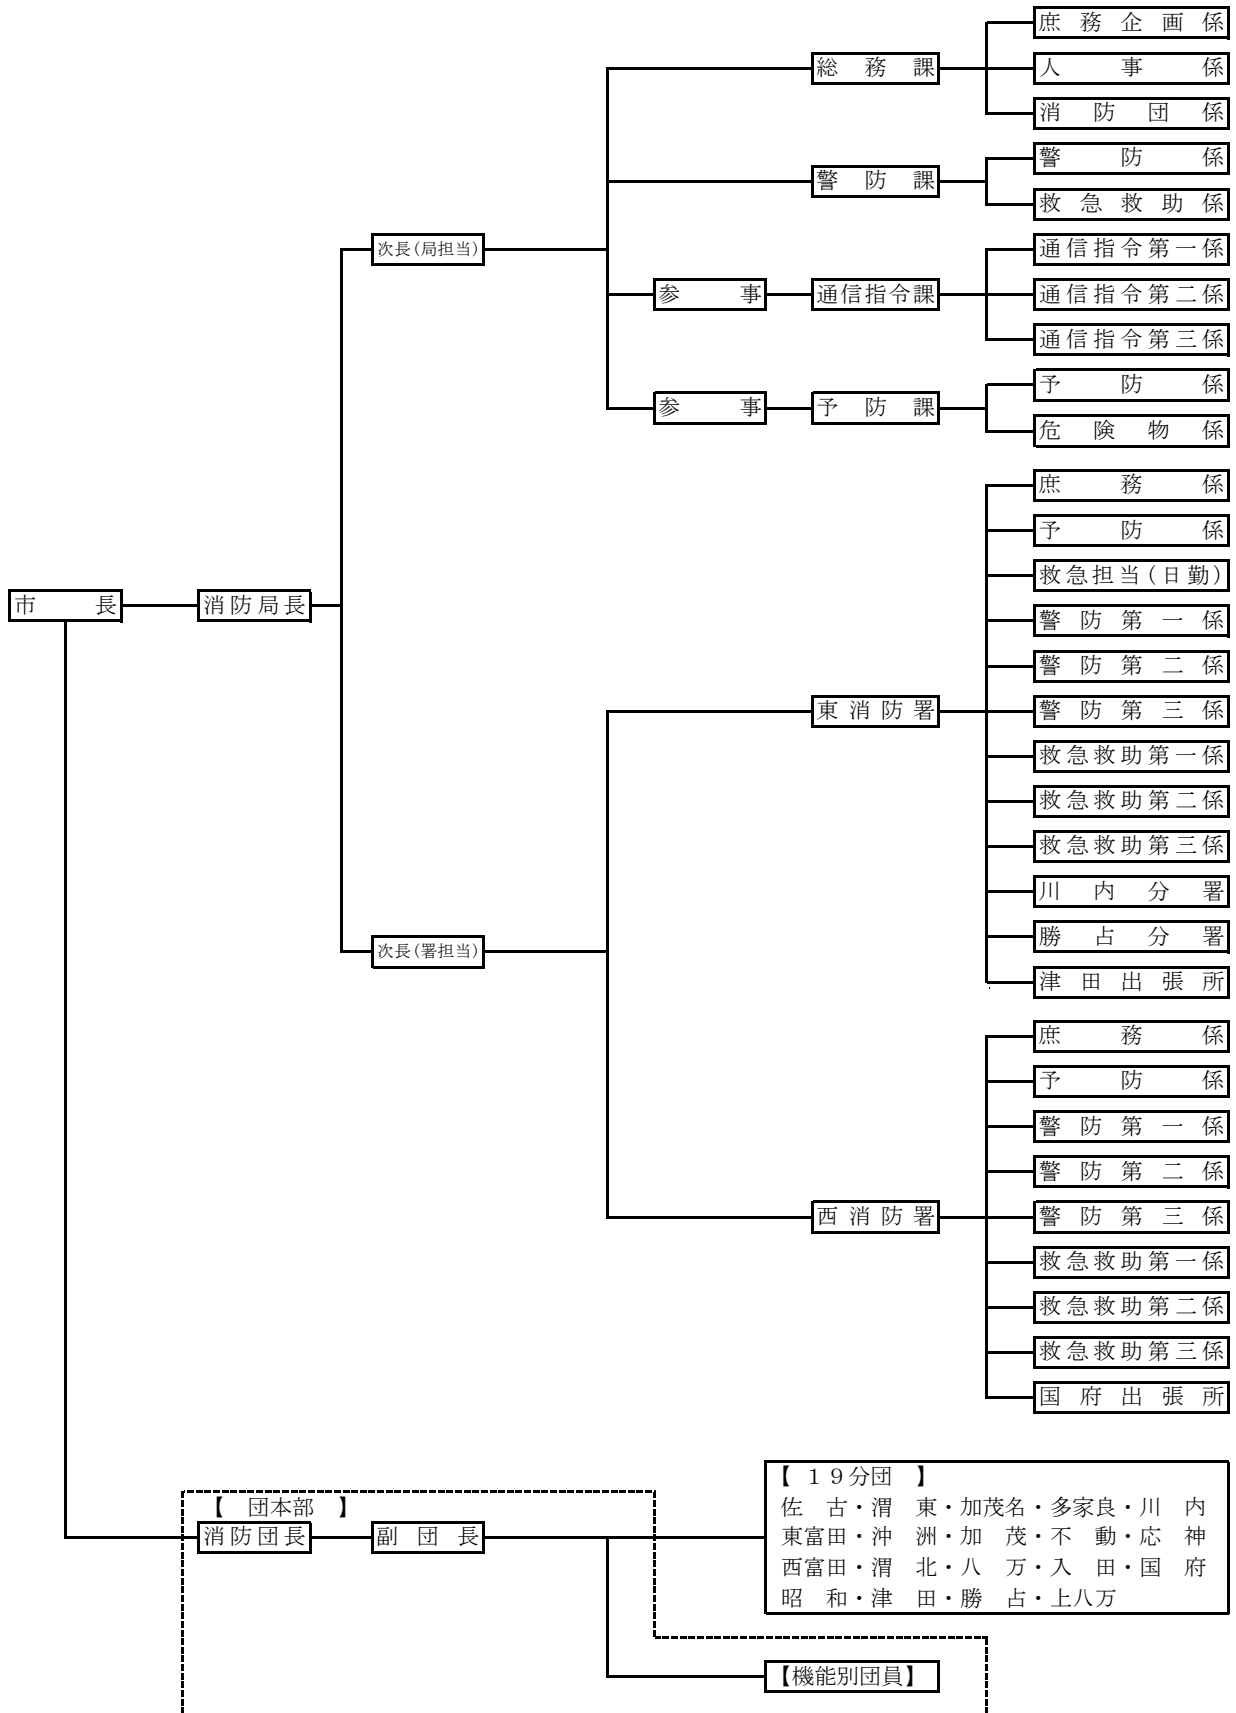 庶務企画係
総務課
人事係
消防団係
警防係
警防課
救急救助係
次長(局担当)
通信指令第一係
参事
通信指令課
通信指令第二係
通信指令第三係
予防係
参事
予防課
危険物係
庶務係
予防係
救急担当(日勤)
市長
消防局長
警防第一係
警防第二係
東消防署
警防第三係
救急救助第一係
救急救助第二係
救急救助第三係
川内分署
勝占分署
次長(署担当)
津田出張所
庶務係
予防係
警防第一係
警防第二係
西消防署
警防第三係
救急救助第一係
救急救助第二係
救急救助第三係
国府出張所
【 団本部 】
消防団長
副団長
【 19分団 】
佐 古・渭 東・加茂名・多家良・川 内
東富田・沖 洲・加 茂・不 動・応 神
西富田・渭 北・八 万・入 田・国 府
昭 和・津 田・勝 占・上八万
【機能別団員】